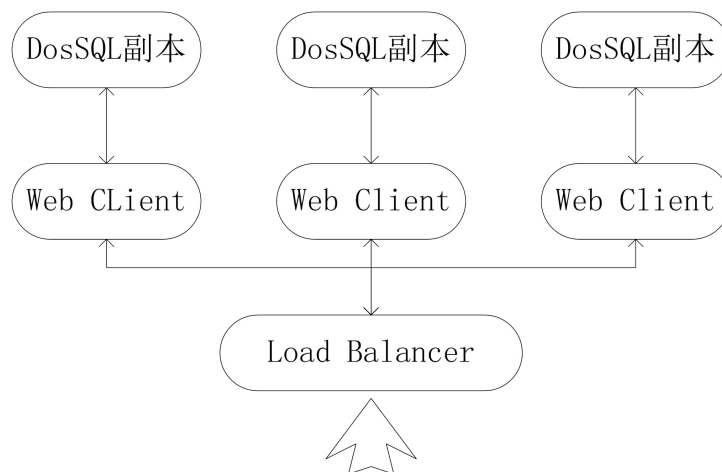 DosSQL副本
DosSQL副本
DosSQL副本
Web CLient
Web Client
Web Client
Load Balancer